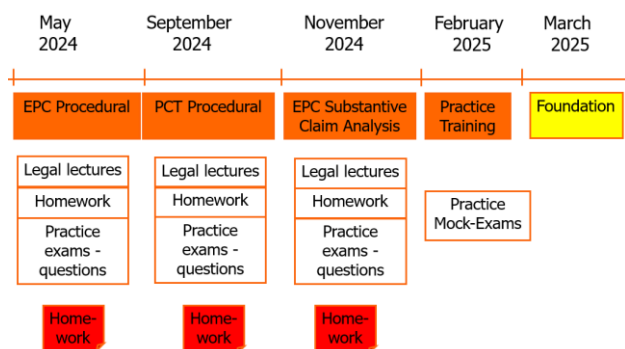 May
2024
September
2024
November
2024
February
2025
March
2025
EPC Procedural
PCT Procedural
EPC Substantive
Claim Analysis
Practice
Training
Foundation
Legal lectures
Homework
Practice
exams -
questions
Legal lectures
Homework
Practice
exams -
questions
Legal lectures
Homework
Practice
exams -
questions
Practice
Mock-Exams
Home-
work
Home-
work
Home-
work